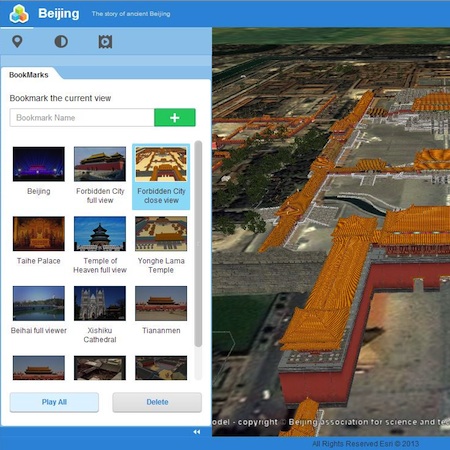 Beijing
The story of ancient Beijing
BookMarks
Bookmark the current view
Bookmark Name
Beijing
Forbidden City
full view
Forbidden City
close view
Taihe Palace
Temple of
Heaven full view
Yonghe Lama
Temple
Beihai full viewer
Xishiku
Cathedral
Tiananmen
Play All
Delete
odel - copyright
Beijing association for science and te
All Rights Reserved Esri © 2013